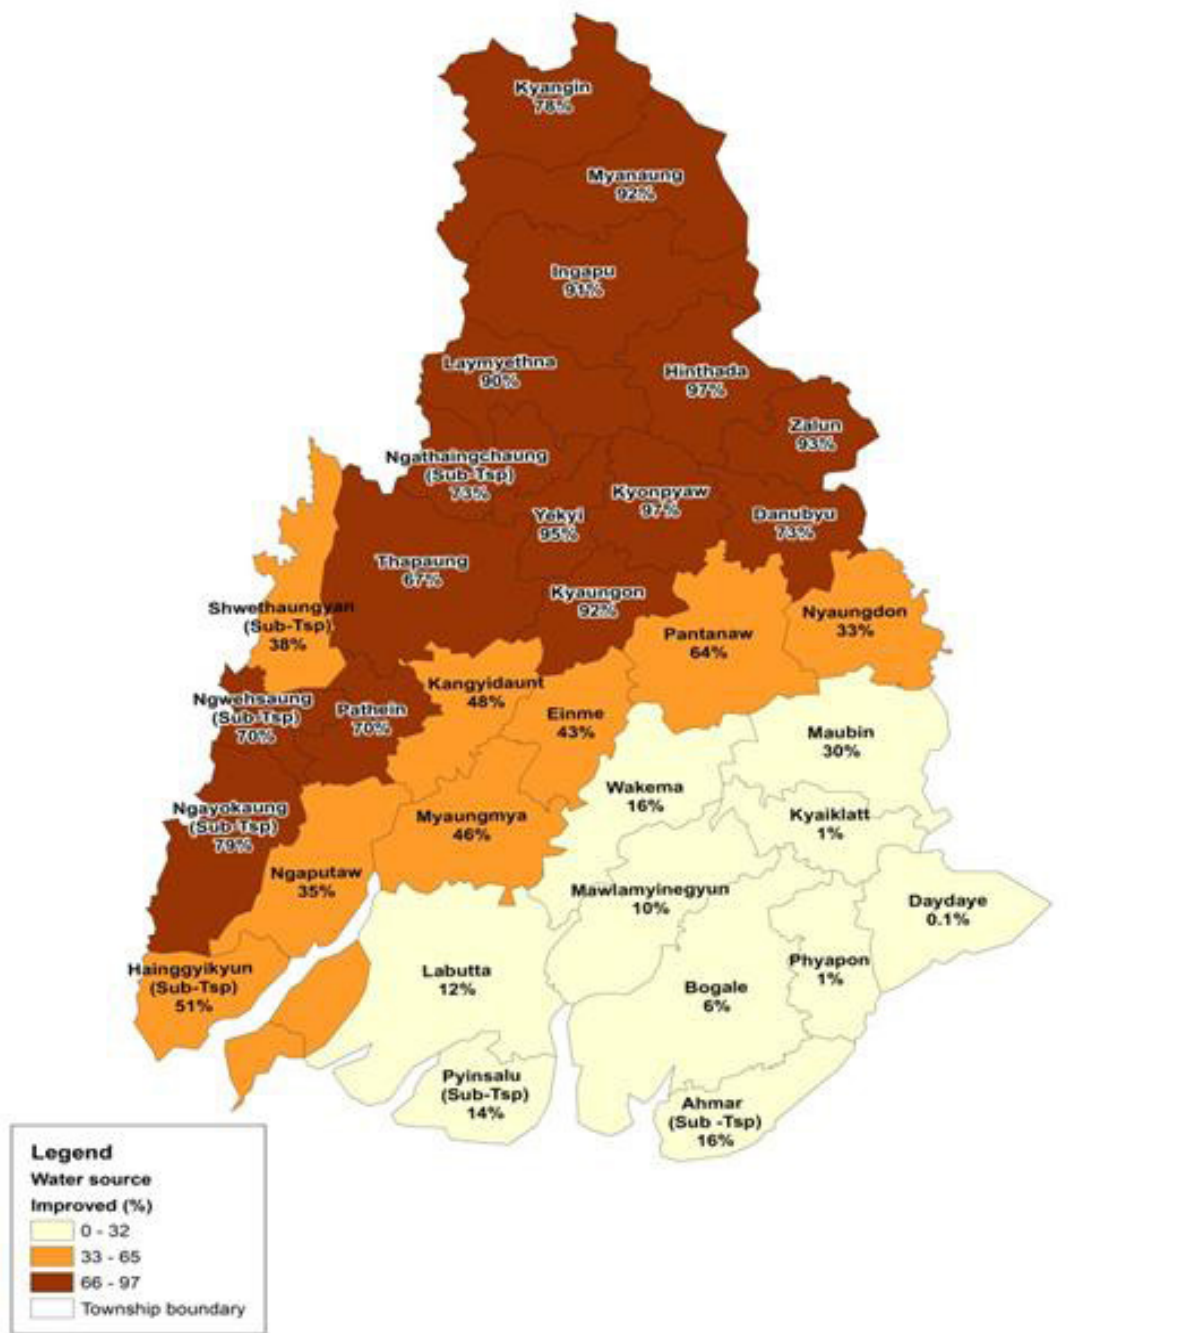 Kyangin
78%
Myanaung
92%
Ingapu
91%
Laymyethna
90%
Hinthada
97%
Zalun
93%
Ngathaingchaung
(Sub-Tsp)
73%
Kyonpyaw
97%
Yekyi
95%
Danubyu
73%
Thapaung
67%
Kyaungon
92%
Shwethaungyan
(Sub-Tsp)
38%
Nyaungdon
33%
Pantanaw
64%
Kangyidaunt
48%
Ngwehsaung
(Sub-Tsp)
70%
Pathein
70%
Einme
43%
Maubin
30%
Wakema
16%
Ngayokaung
(Sub-Tsp)
79%
Myaungmya
46%
Kyaiklatt
1%
Ngaputaw
35%
Mawlamyinegyun
10%
Daydaye
0.1%
Hainggyikyun
(Sub-Tsp)
51%
Labutta
12%
Phyapon
1%
Bogale
6%
Pyinsalu
(Sub-Tsp)
14%
Ahmar
(Sub -Tsp)
16%
Legend
Water source
Improved (%)
0 - 32
33 - 65
66 - 97
Township boundary